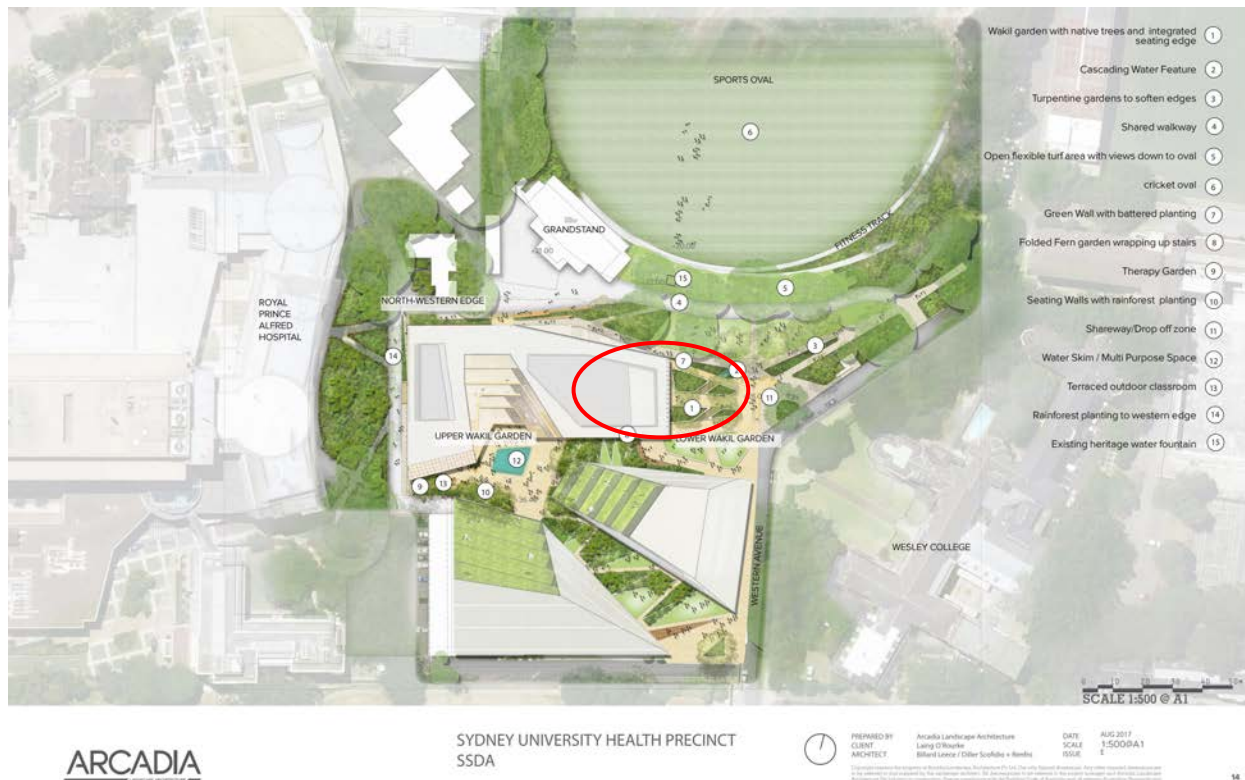 Wakil garden with native trees and integrated
seating edge 1
Cascading Water Feature 2
Turpentine gardens to soften edges 3
Shared walkway 4
Open flexible turf area with views down to oval 5
cricket oval 6
Green Wall with battered planting 7
Folded Fern garden wrapping up stairs 8
Therapy Garden 9
Seating Walls with rainforest planting 10
Shareway/Drop off zone 11
Water Skim / Multi Purpose Space 12
Terraced outdoor classroom 13
Rainforest planting to western edge 14
Existing heritage water fountain 15
SPORTS OVAL
6
GRANDSTAND
FITNESS TRACK
15
5
4
ROYAL
PRINCE
ALFRED
HOSPITAL
NORTH-WESTERN EDGE
14
7
3
1
11
UPPER WAKIL GARDEN
LOWER WAKIL GARDEN
12
9
13
10
WESTERN AVENUE
WESLEY COLLEGE
SCALE 1:500 @ A1
ARCADIA
SYDNEY UNIVERSITY HEALTH PRECINCT
SSDA
PREPARED BY Arcadia Landscape Architecture
CLIENT Laing O'Rourke
ARCHITECT Billard Leece / Diller Scofidio + Renfro
DATE AUG 2017
SCALE 1:500@A1
ISSUE E
14